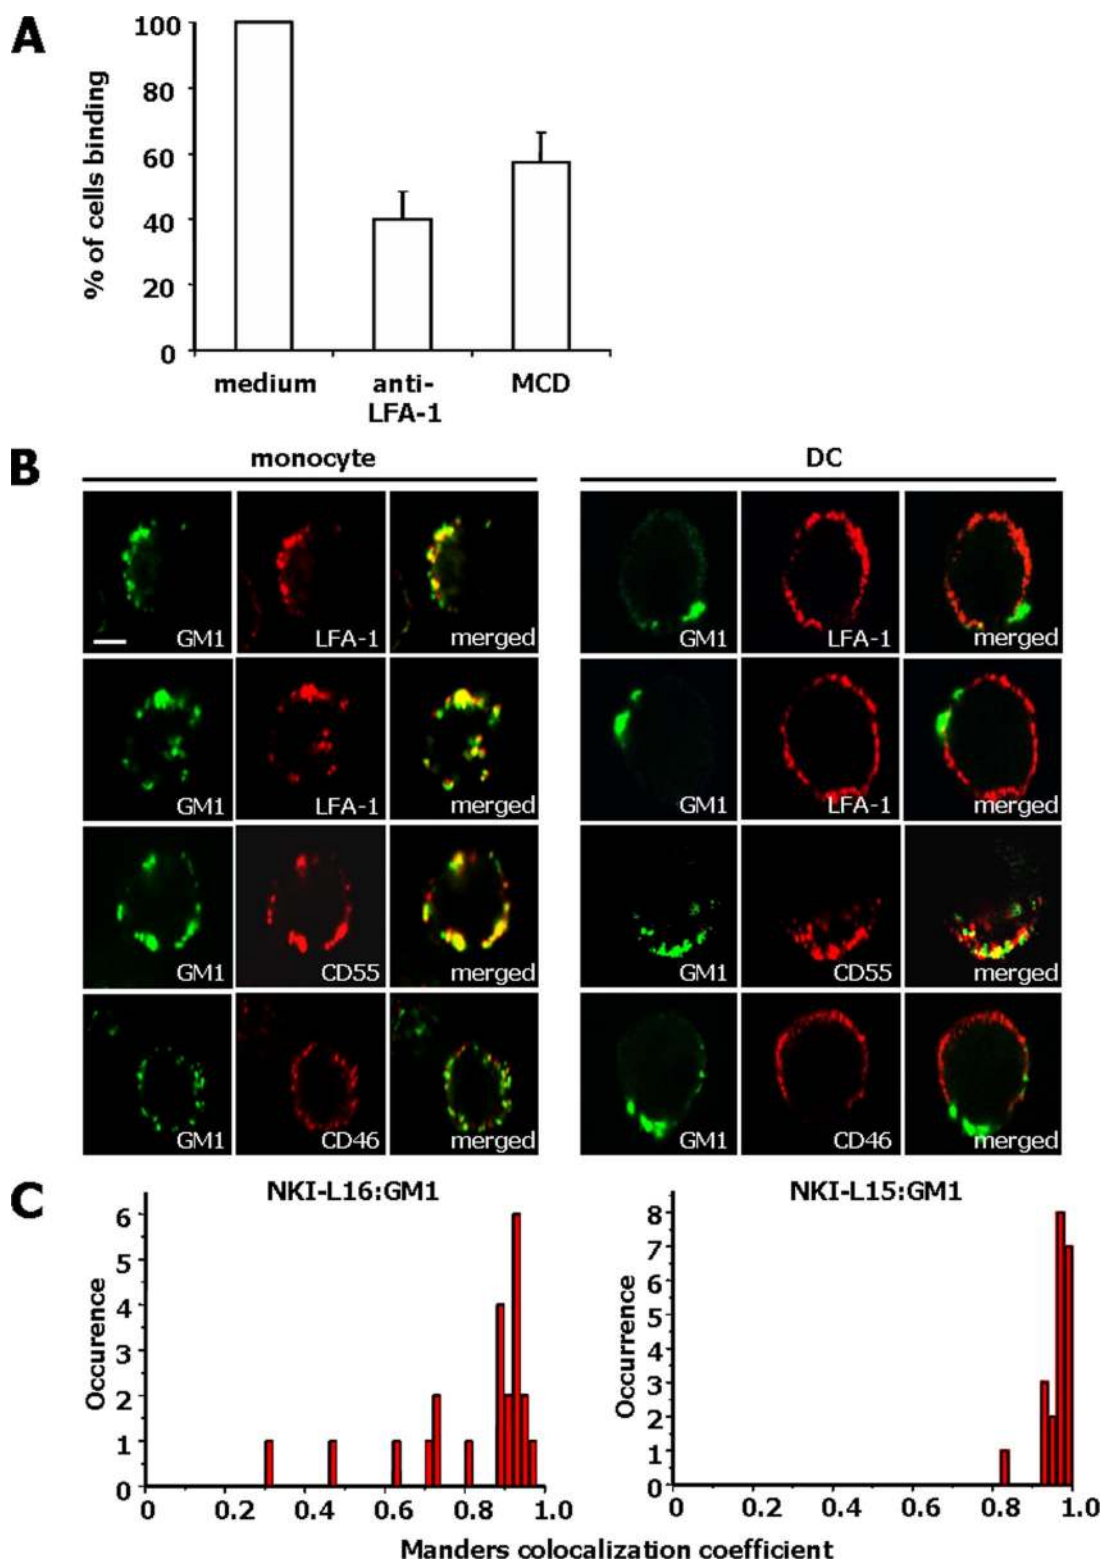 A
100
80
60
40
20
0
% of cells binding
medium
anti-
LFA-1
MCD
B
monocyte
DC
GM1 LFA-1 merged GM1 LFA-1 merged
GM1 LFA-1 merged GM1 LFA-1 merged
GM1 CD55 merged GM1 CD55 merged
GM1 CD46 merged GM1 CD46 merged
C
NKI-L16:GM1
6
5
4
3
2
1
0
Occurence
0 0.2 0.4 0.6 0.8 1.0
NKI-L15:GM1
8
7
6
5
4
3
2
1
0
Occurrence
0 0.2 0.4 0.6 0.8 1.0
Manders colocalization coefficient